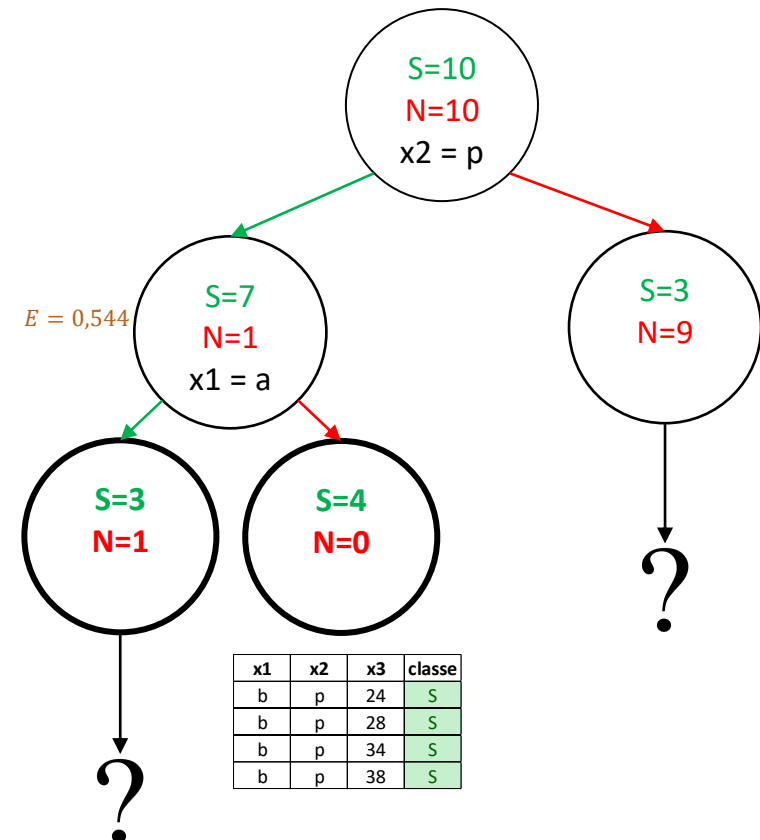 S=10
N=10
x2 = p
E = 0,544
S=7
N=1
x1 = a
S=3
N=9
S=3
N=1
S=4
N=0
?
x1 x2 x3 classe
b p 24 S
b p 28 S
b p 34 S
b p 38 S
?